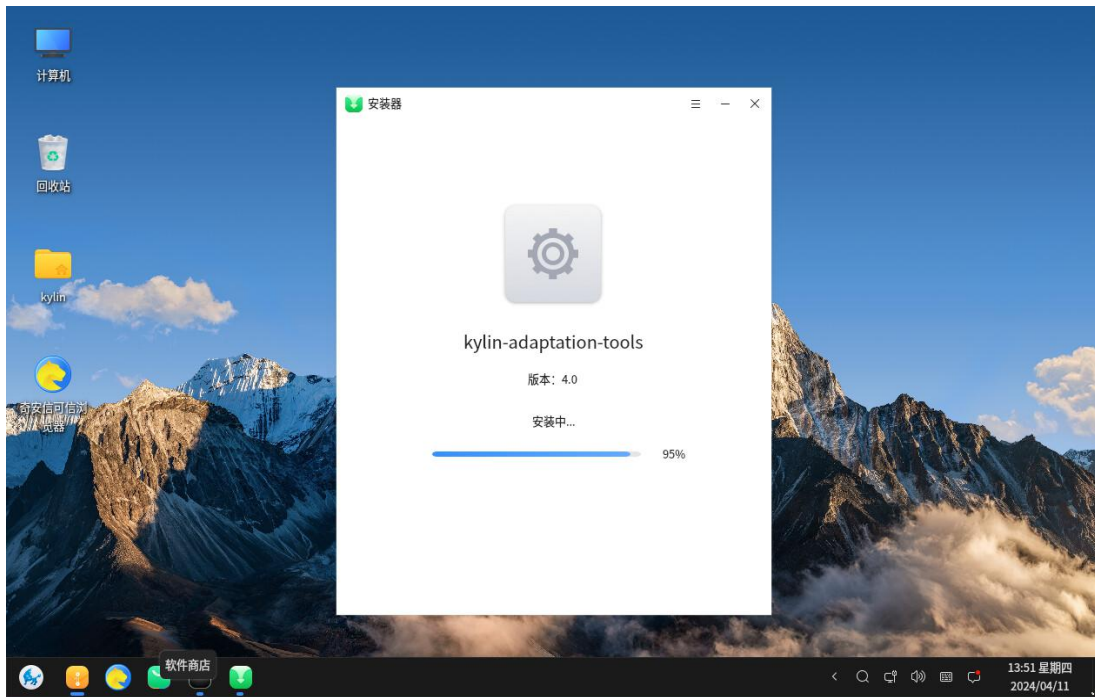 计算机
回收站
kylin
奇安信可信浏
览器
安装器
kylin-adaptation-tools
版本：4.0
安装中...
95%
软件商店
13:51 星期四
2024/04/11